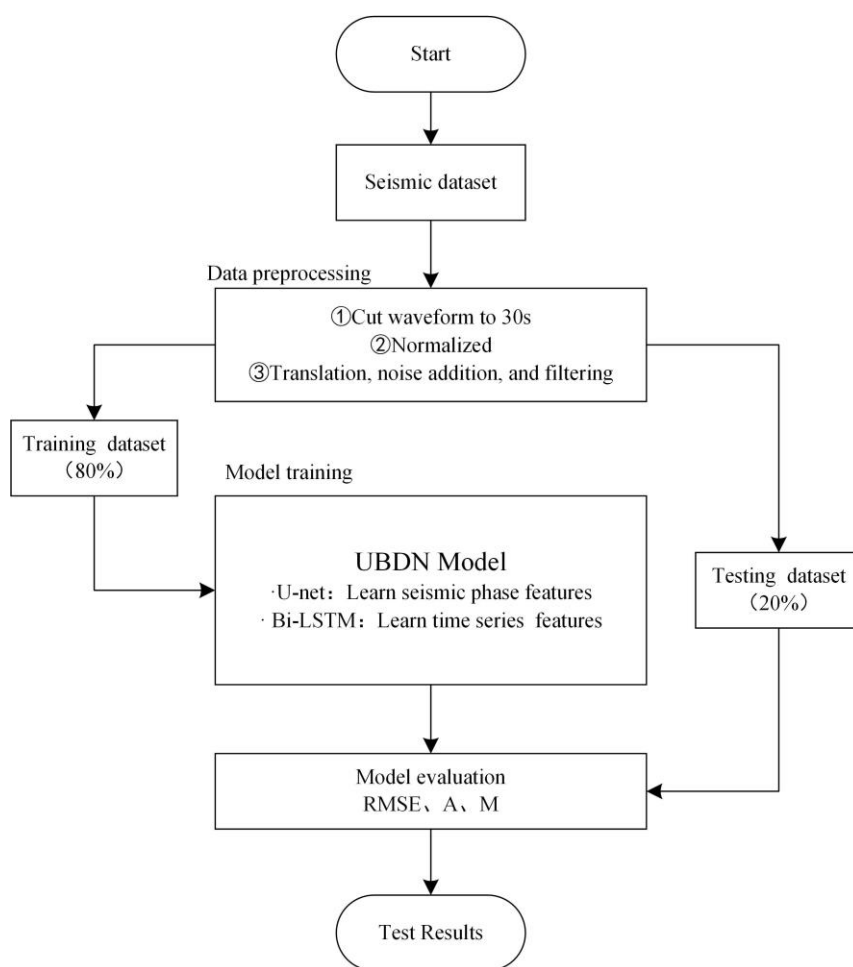 Start
Seismic dataset
Data preprocessing
①Cut waveform to 30s
②Normalized
③Translation, noise addition, and filtering
Training dataset
（80%）
Model training
UBDN Model
·U-net：Learn seismic phase features
· Bi-LSTM：Learn time series features
Testing dataset
（20%）
Model evaluation
RMSE、A、M
Test Results